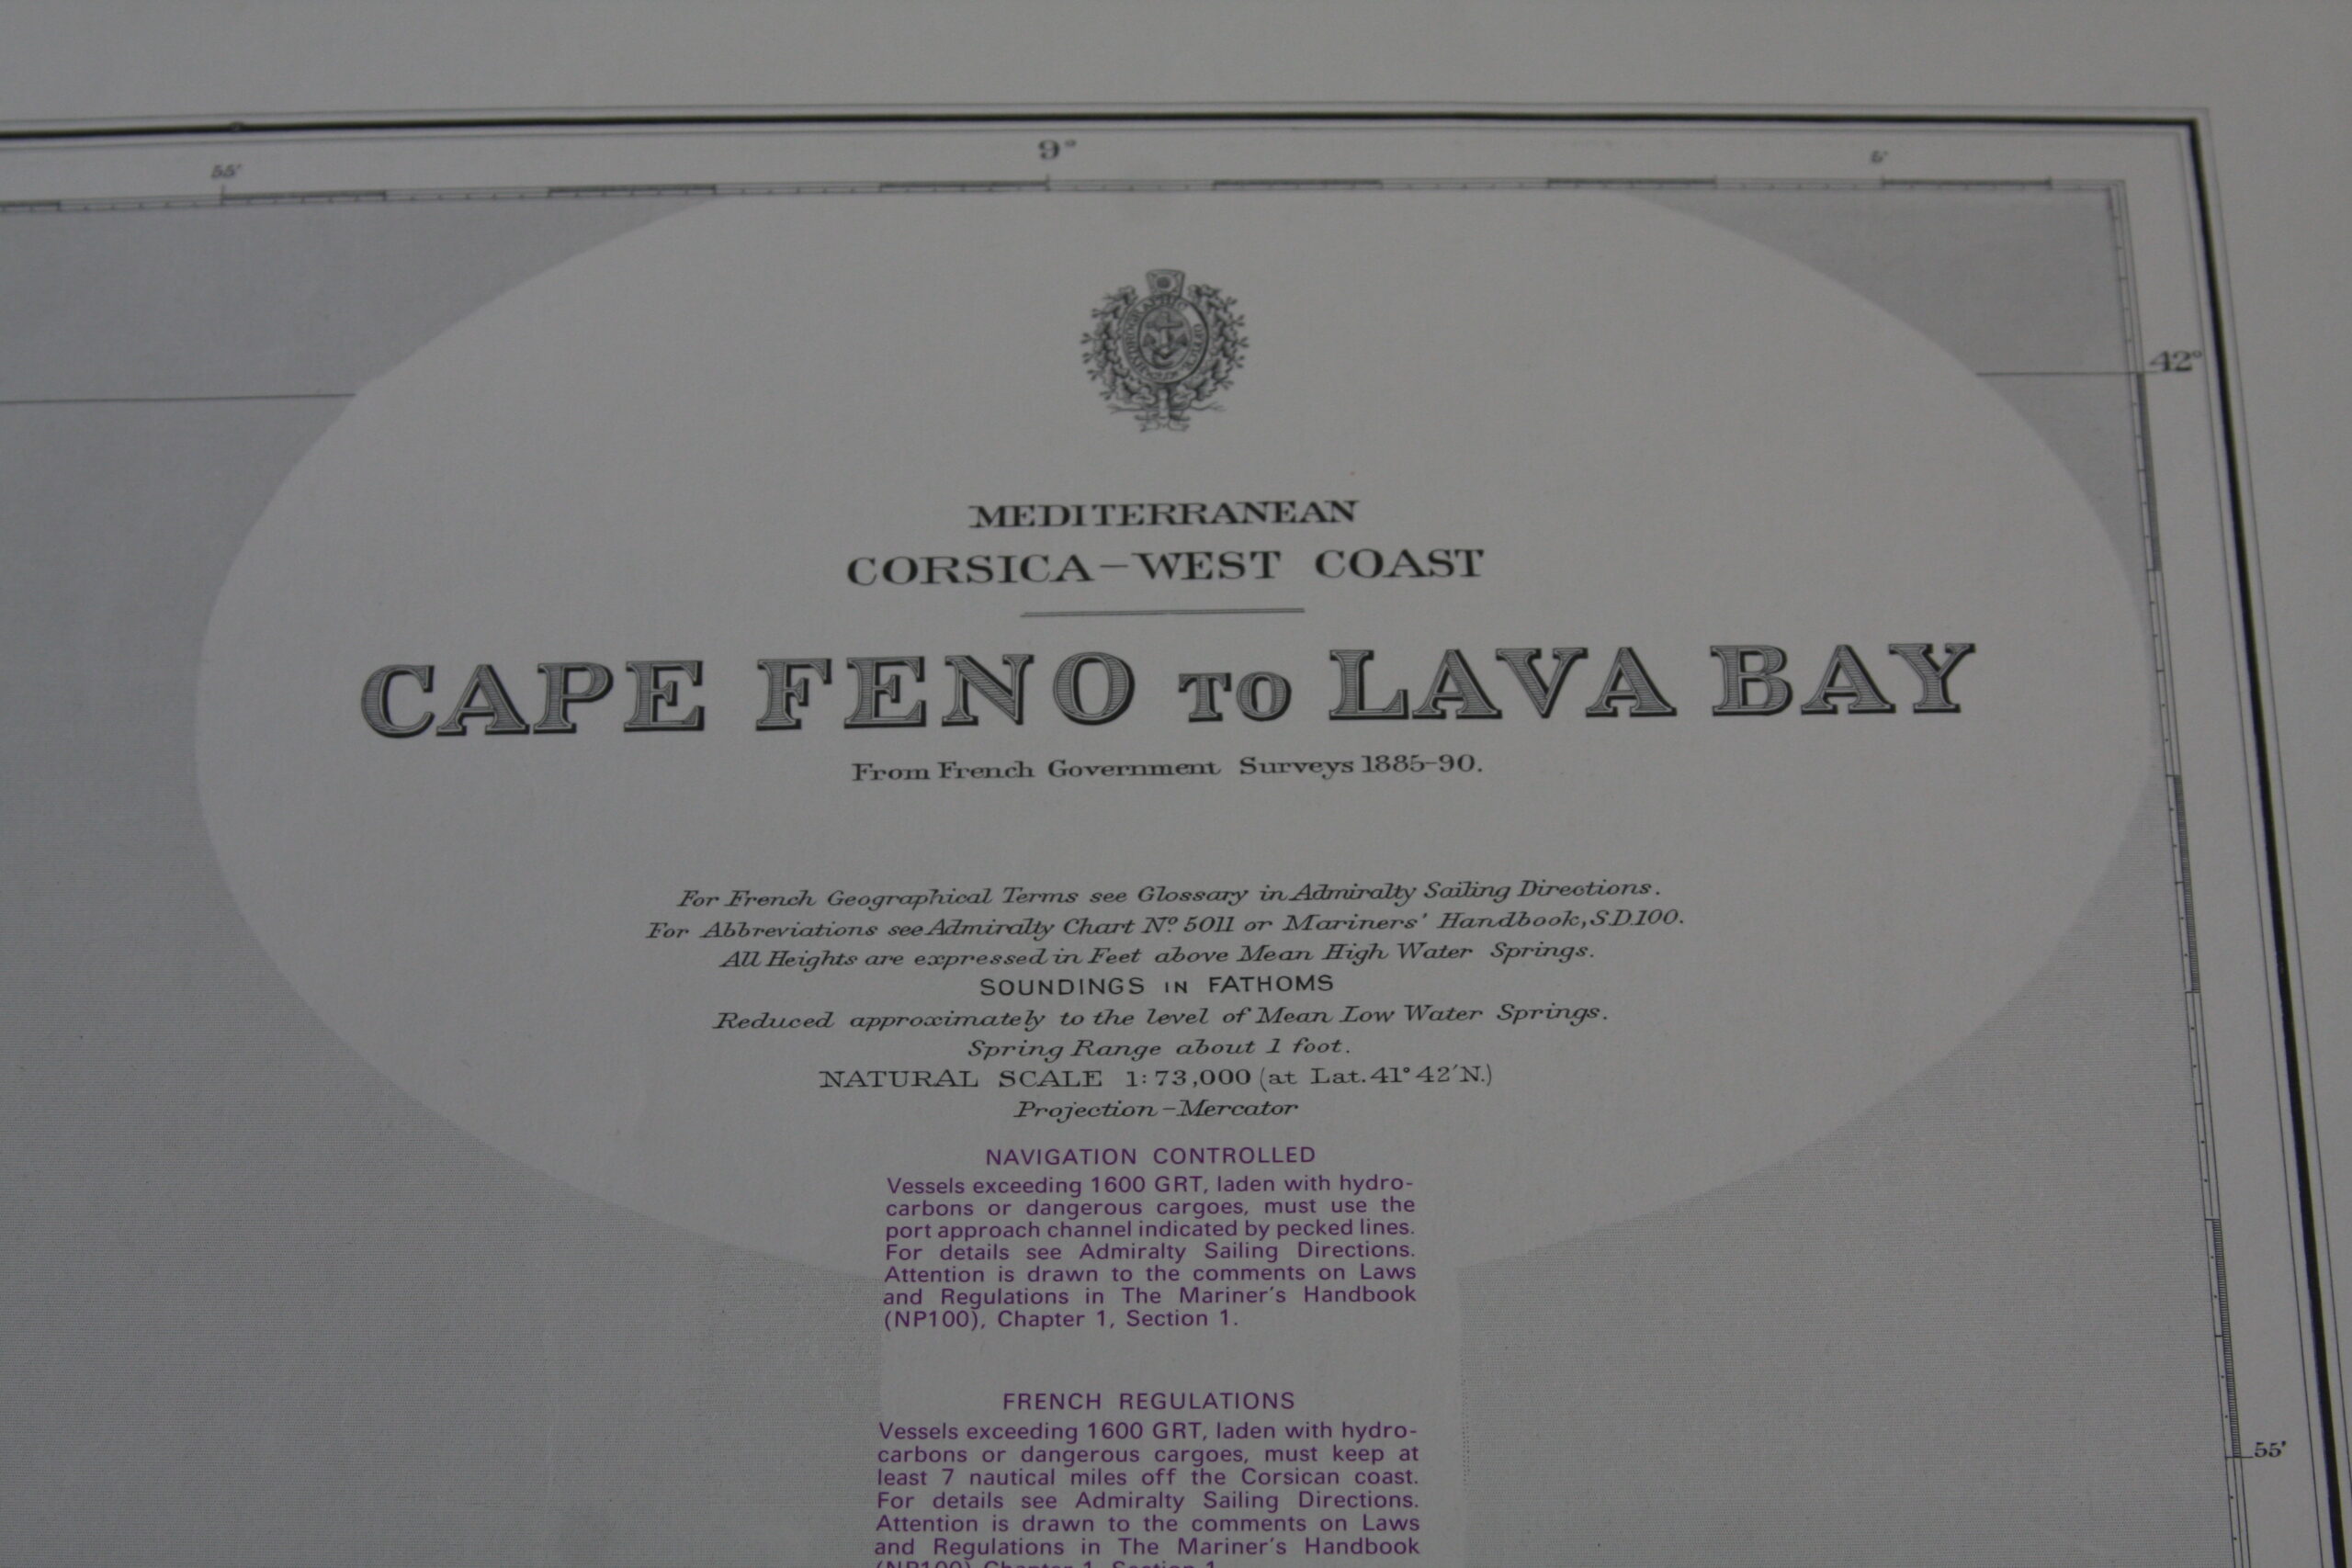 55'
9°
5'
HYDROGRAPHIC OFFICE
42°
MEDITERRANEAN
CORSICA – WEST COAST
CAPE FENO TO LAVA BAY
From French Government Surveys 1885-90.
For French Geographical Terms see Glossary in Admiralty Sailing Directions.
For Abbreviations see Admiralty Chart Nº 5011 or Mariners' Handbook, S.D.100.
All Heights are expressed in Feet above Mean High Water Springs.
SOUNDINGS IN FATHOMS
Reduced approximately to the level of Mean Low Water Springs.
Spring Range about 1 foot.
NATURAL SCALE 1:73,000 (at Lat. 41° 42′ N.)
Projection – Mercator
NAVIGATION CONTROLLED
Vessels exceeding 1600 GRT, laden with hydro-
carbons or dangerous cargoes, must use the
port approach channel indicated by pecked lines.
For details see Admiralty Sailing Directions.
Attention is drawn to the comments on Laws
and Regulations in The Mariner's Handbook
(NP100), Chapter 1, Section 1.
FRENCH REGULATIONS
Vessels exceeding 1600 GRT, laden with hydro-
carbons or dangerous cargoes, must keep at
least 7 nautical miles off the Corsican coast.
55'
For details see Admiralty Sailing Directions.
Attention is drawn to the comments on Laws
and Regulations in The Mariner's Handbook
(NP100) Chapter 1, Section 1